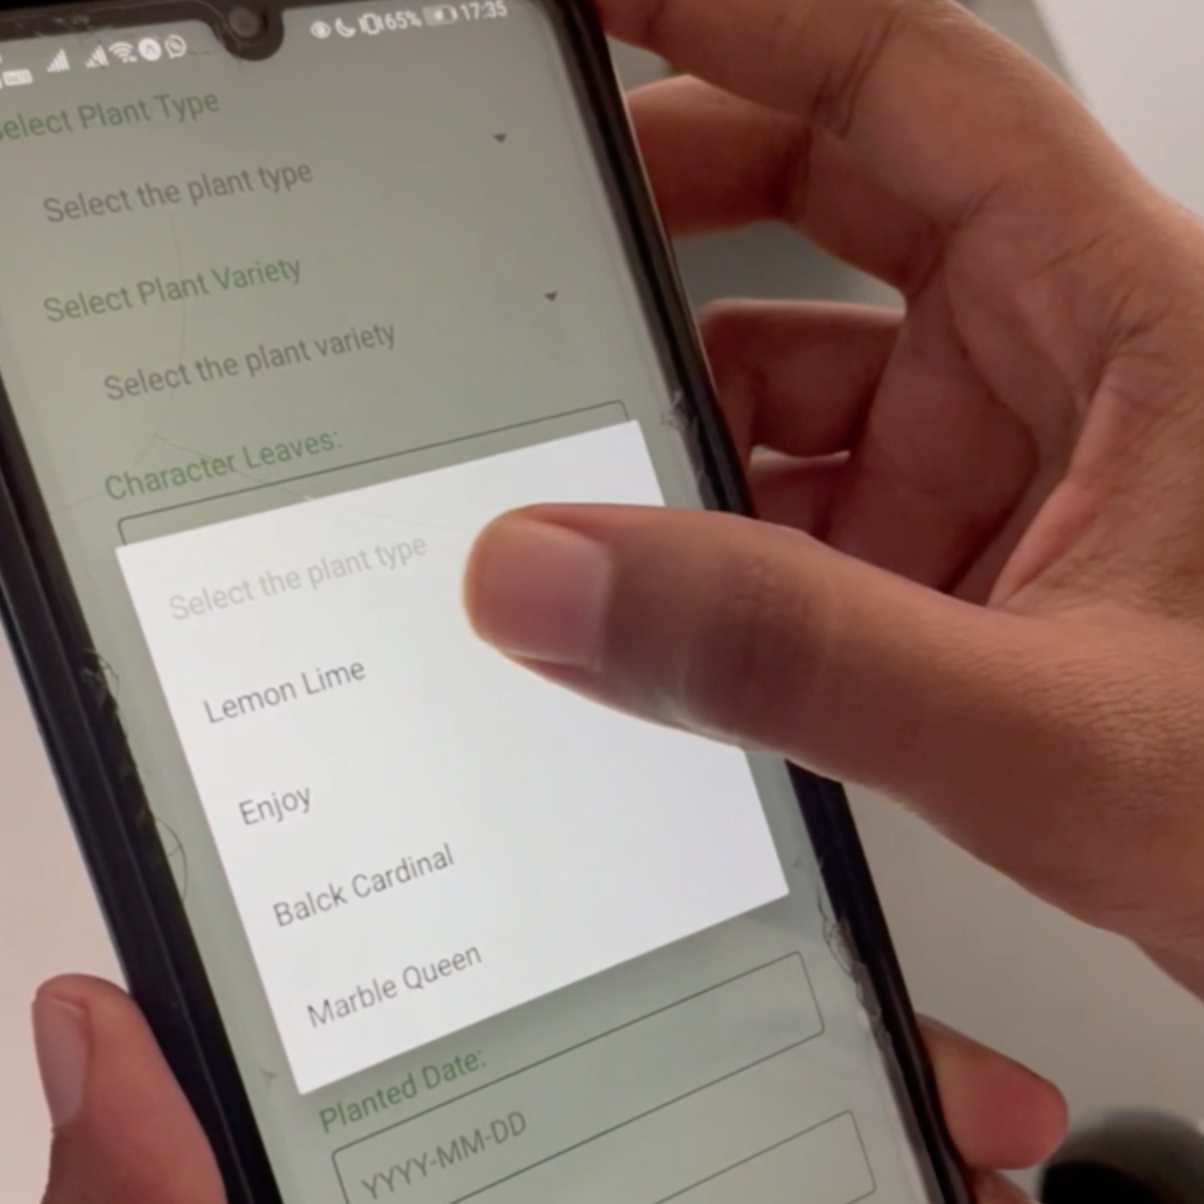 65% 17:35
Select Plant Type
Select the plant type
Select Plant Variety
Select the plant variety
Character Leaves:
Select the plant type
Lemon Lime
Enjoy
Balck Cardinal
Marble Queen
Planted Date:
YYYY-MM-DD